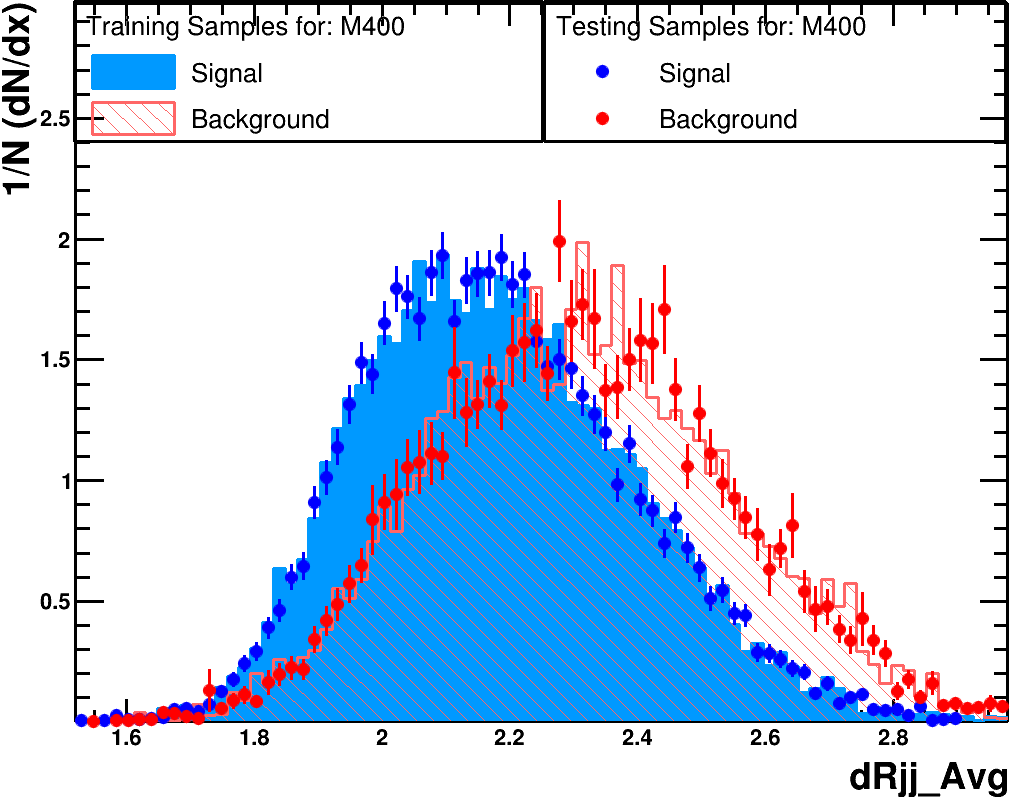 Training Samples for: M400
Signal
Background
Testing Samples for: M400
Signal
Background
1/N (dN/dx)
2.5
2
1.5
1
0.5
1.6 1.8 2 2.2 2.4 2.6 2.8
dRjj_Avg